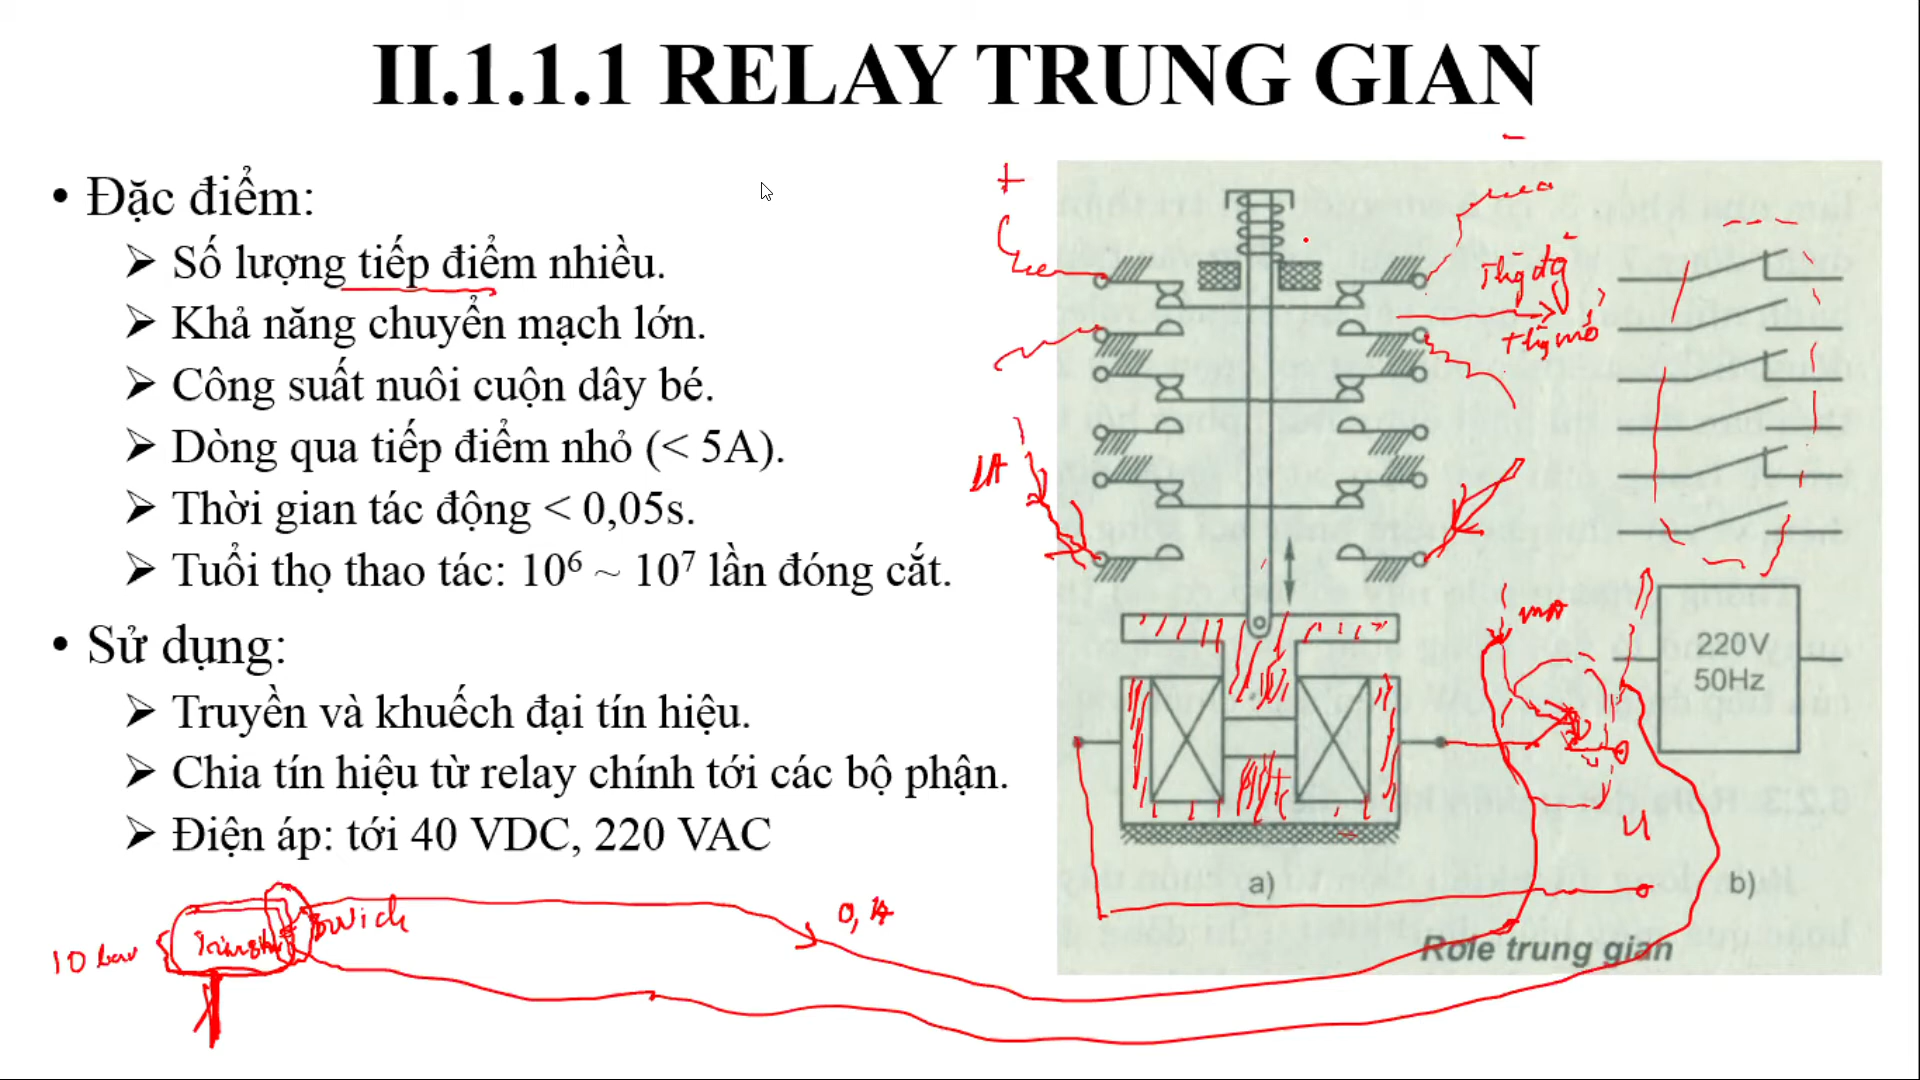 II.1.1.1 RELAY TRUNG GIAN
• Đặc điểm:
➢ Số lượng tiếp điểm nhiều.
➢ Khả năng chuyển mạch lớn.
➢ Công suất nuôi cuộn dây bé.
➢ Dòng qua tiếp điểm nhỏ (< 5A).
➢ Thời gian tác động < 0,05s.
➢ Tuổi thọ thao tác: 10⁶ ~ 10⁷ lần đóng cắt.
• Sử dụng:
➢ Truyền và khuếch đại tín hiệu.
➢ Chia tín hiệu từ relay chính tới các bộ phận.
➢ Điện áp: tới 40 VDC, 220 VAC
+
-
mA
220V
50Hz
U
a)
b)
Rơle trung gian
10 bar